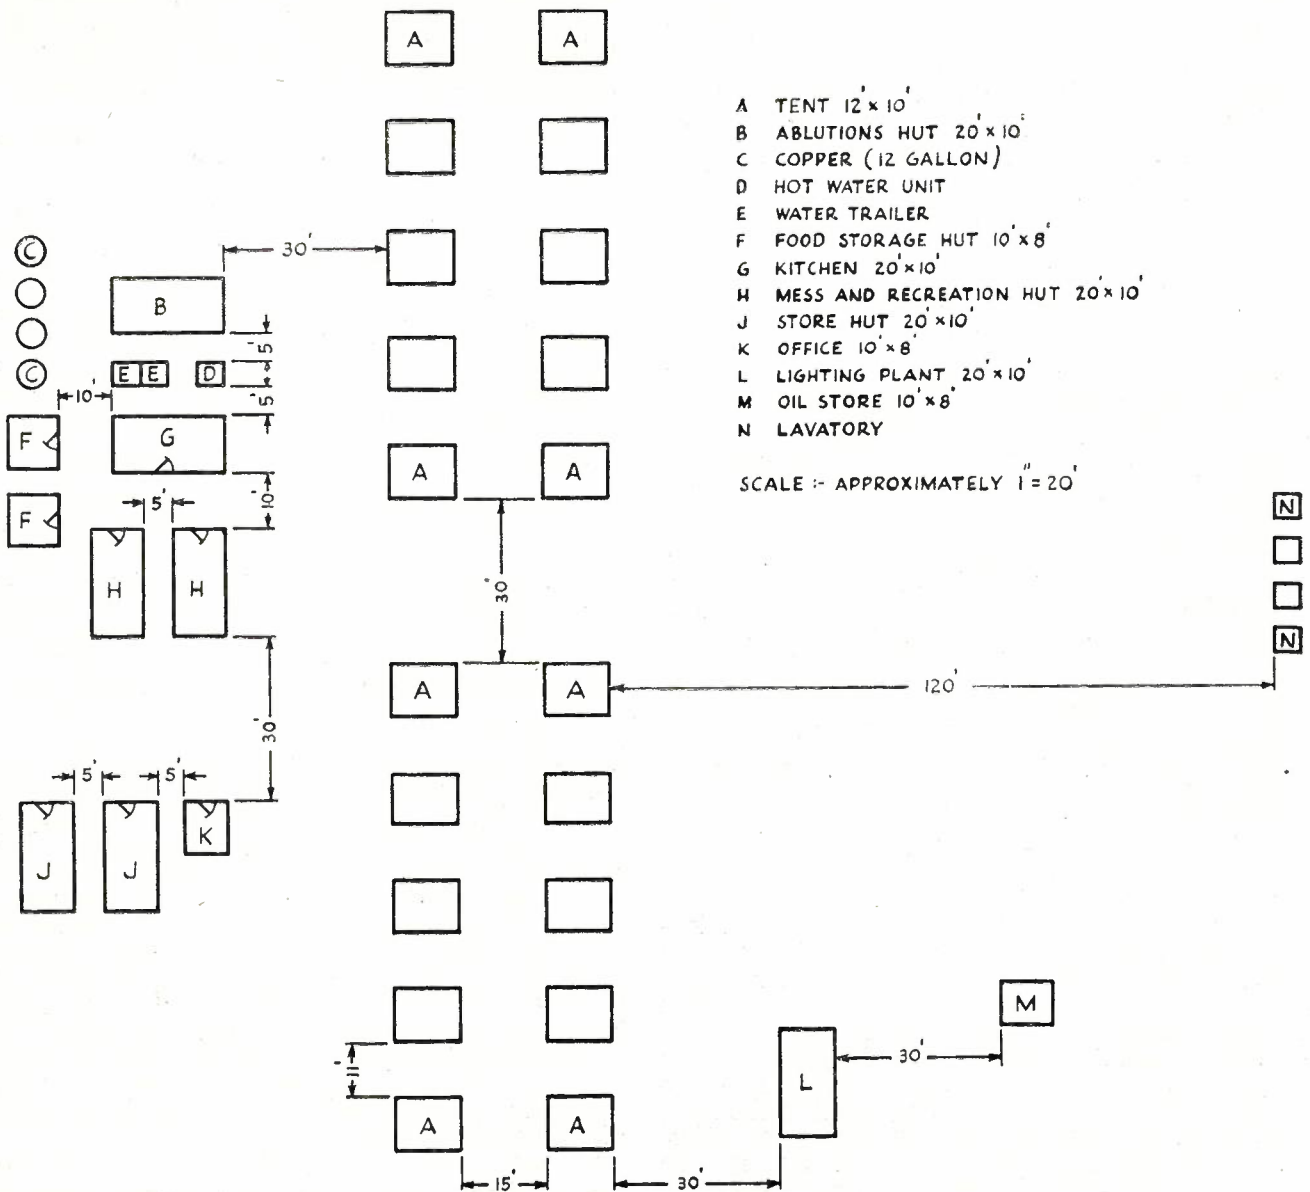 A A
A TENT 12' × 10'
B ABLUTIONS HUT 20' × 10'
C COPPER (12 GALLON)
D HOT WATER UNIT
E WATER TRAILER
F FOOD STORAGE HUT 10' × 8'
G KITCHEN 20' × 10'
H MESS AND RECREATION HUT 20' × 10'
J STORE HUT 20' × 10'
K OFFICE 10' × 8'
L LIGHTING PLANT 20' × 10'
M OIL STORE 10' × 8'
N LAVATORY
SCALE :- APPROXIMATELY 1" = 20'
C
30'
B
5'
C
E E D
10'
5'
F
G
A A
5'
10'
F
N
H H
30'
N
A A
120'
30'
5' 5'
K
J J
M
30'
11'
L
A A
15' 30'